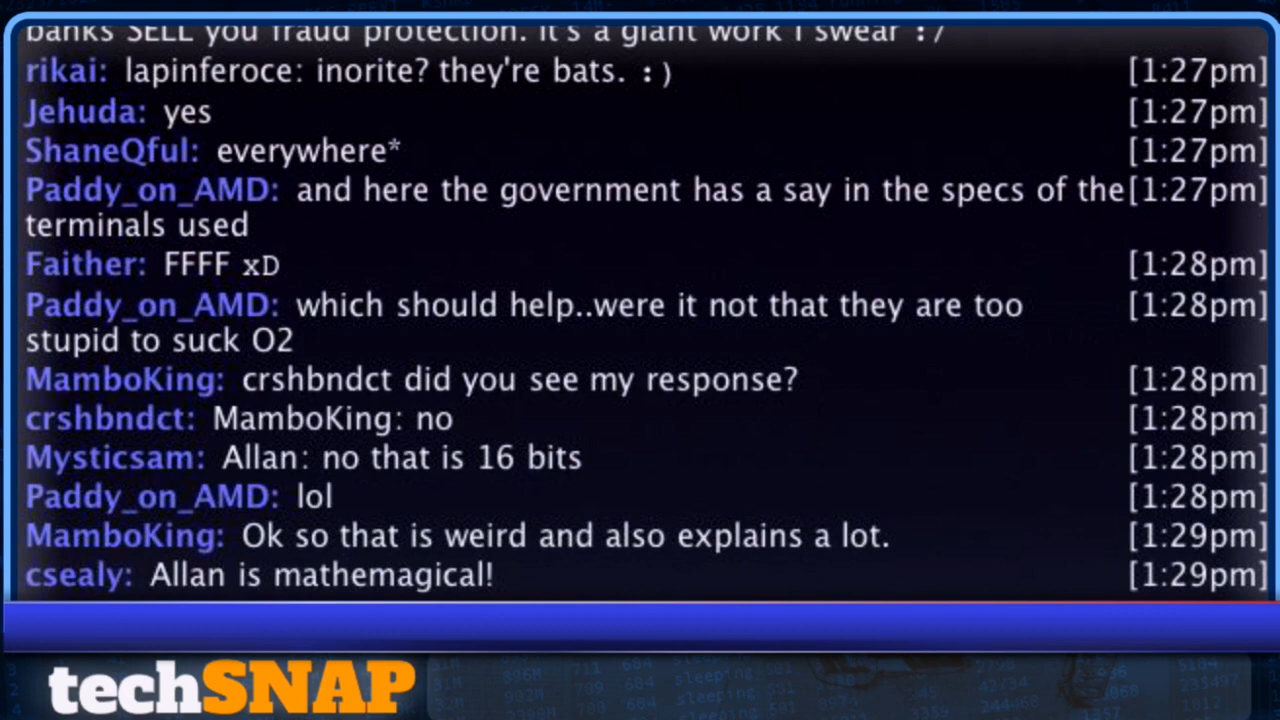 banks SELL you fraud protection. it's a giant work I swear :/
rikai: lapinferoce: inorite? they're bats. :) [1:27pm]
Jehuda: yes [1:27pm]
ShaneQful: everywhere* [1:27pm]
Paddy_on_AMD: and here the government has a say in the specs of the [1:27pm]
terminals used
Faither: FFFF xD [1:28pm]
Paddy_on_AMD: which should help..were it not that they are too [1:28pm]
stupid to suck O2
MamboKing: crshbndct did you see my response? [1:28pm]
crshbndct: MamboKing: no [1:28pm]
Mysticsam: Allan: no that is 16 bits [1:28pm]
Paddy_on_AMD: lol [1:28pm]
MamboKing: Ok so that is weird and also explains a lot. [1:29pm]
csealy: Allan is mathemagical! [1:29pm]
techSNAP